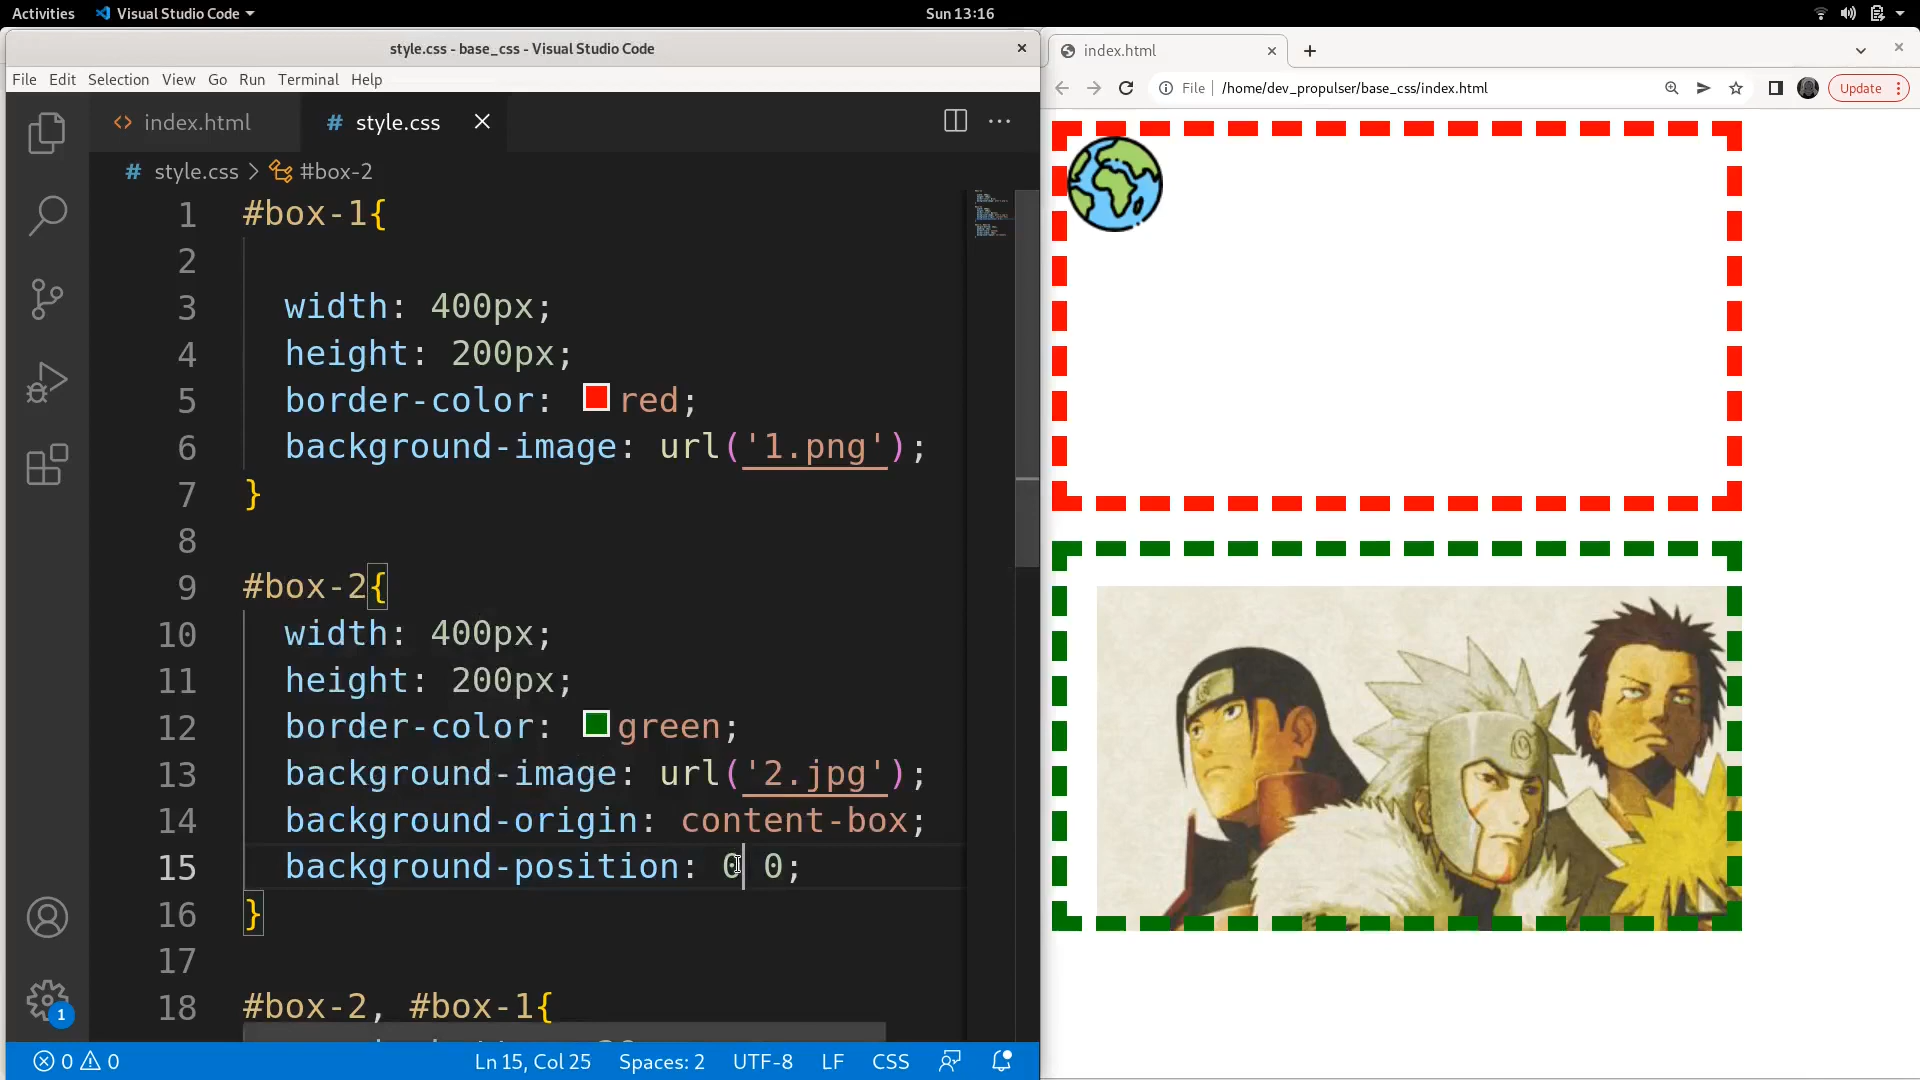 Activities Visual Studio Code Sun 13:16
style.css - base_css - Visual Studio Code
File Edit Selection View Go Run Terminal Help
index.html # style.css
# style.css > #box-2
1 #box-1{
2
3 width: 400px;
4 height: 200px;
5 border-color: red;
6 background-image: url('1.png');
7 }
8
9 #box-2{
10 width: 400px;
11 height: 200px;
12 border-color: green;
13 background-image: url('2.jpg');
14 background-origin: content-box;
15 background-position: 0 0;
16 }
17
18 #box-2, #box-1{
0 0 Ln 15, Col 25 Spaces: 2 UTF-8 LF CSS
1
index.html
File /home/dev_propulser/base_css/index.html Update